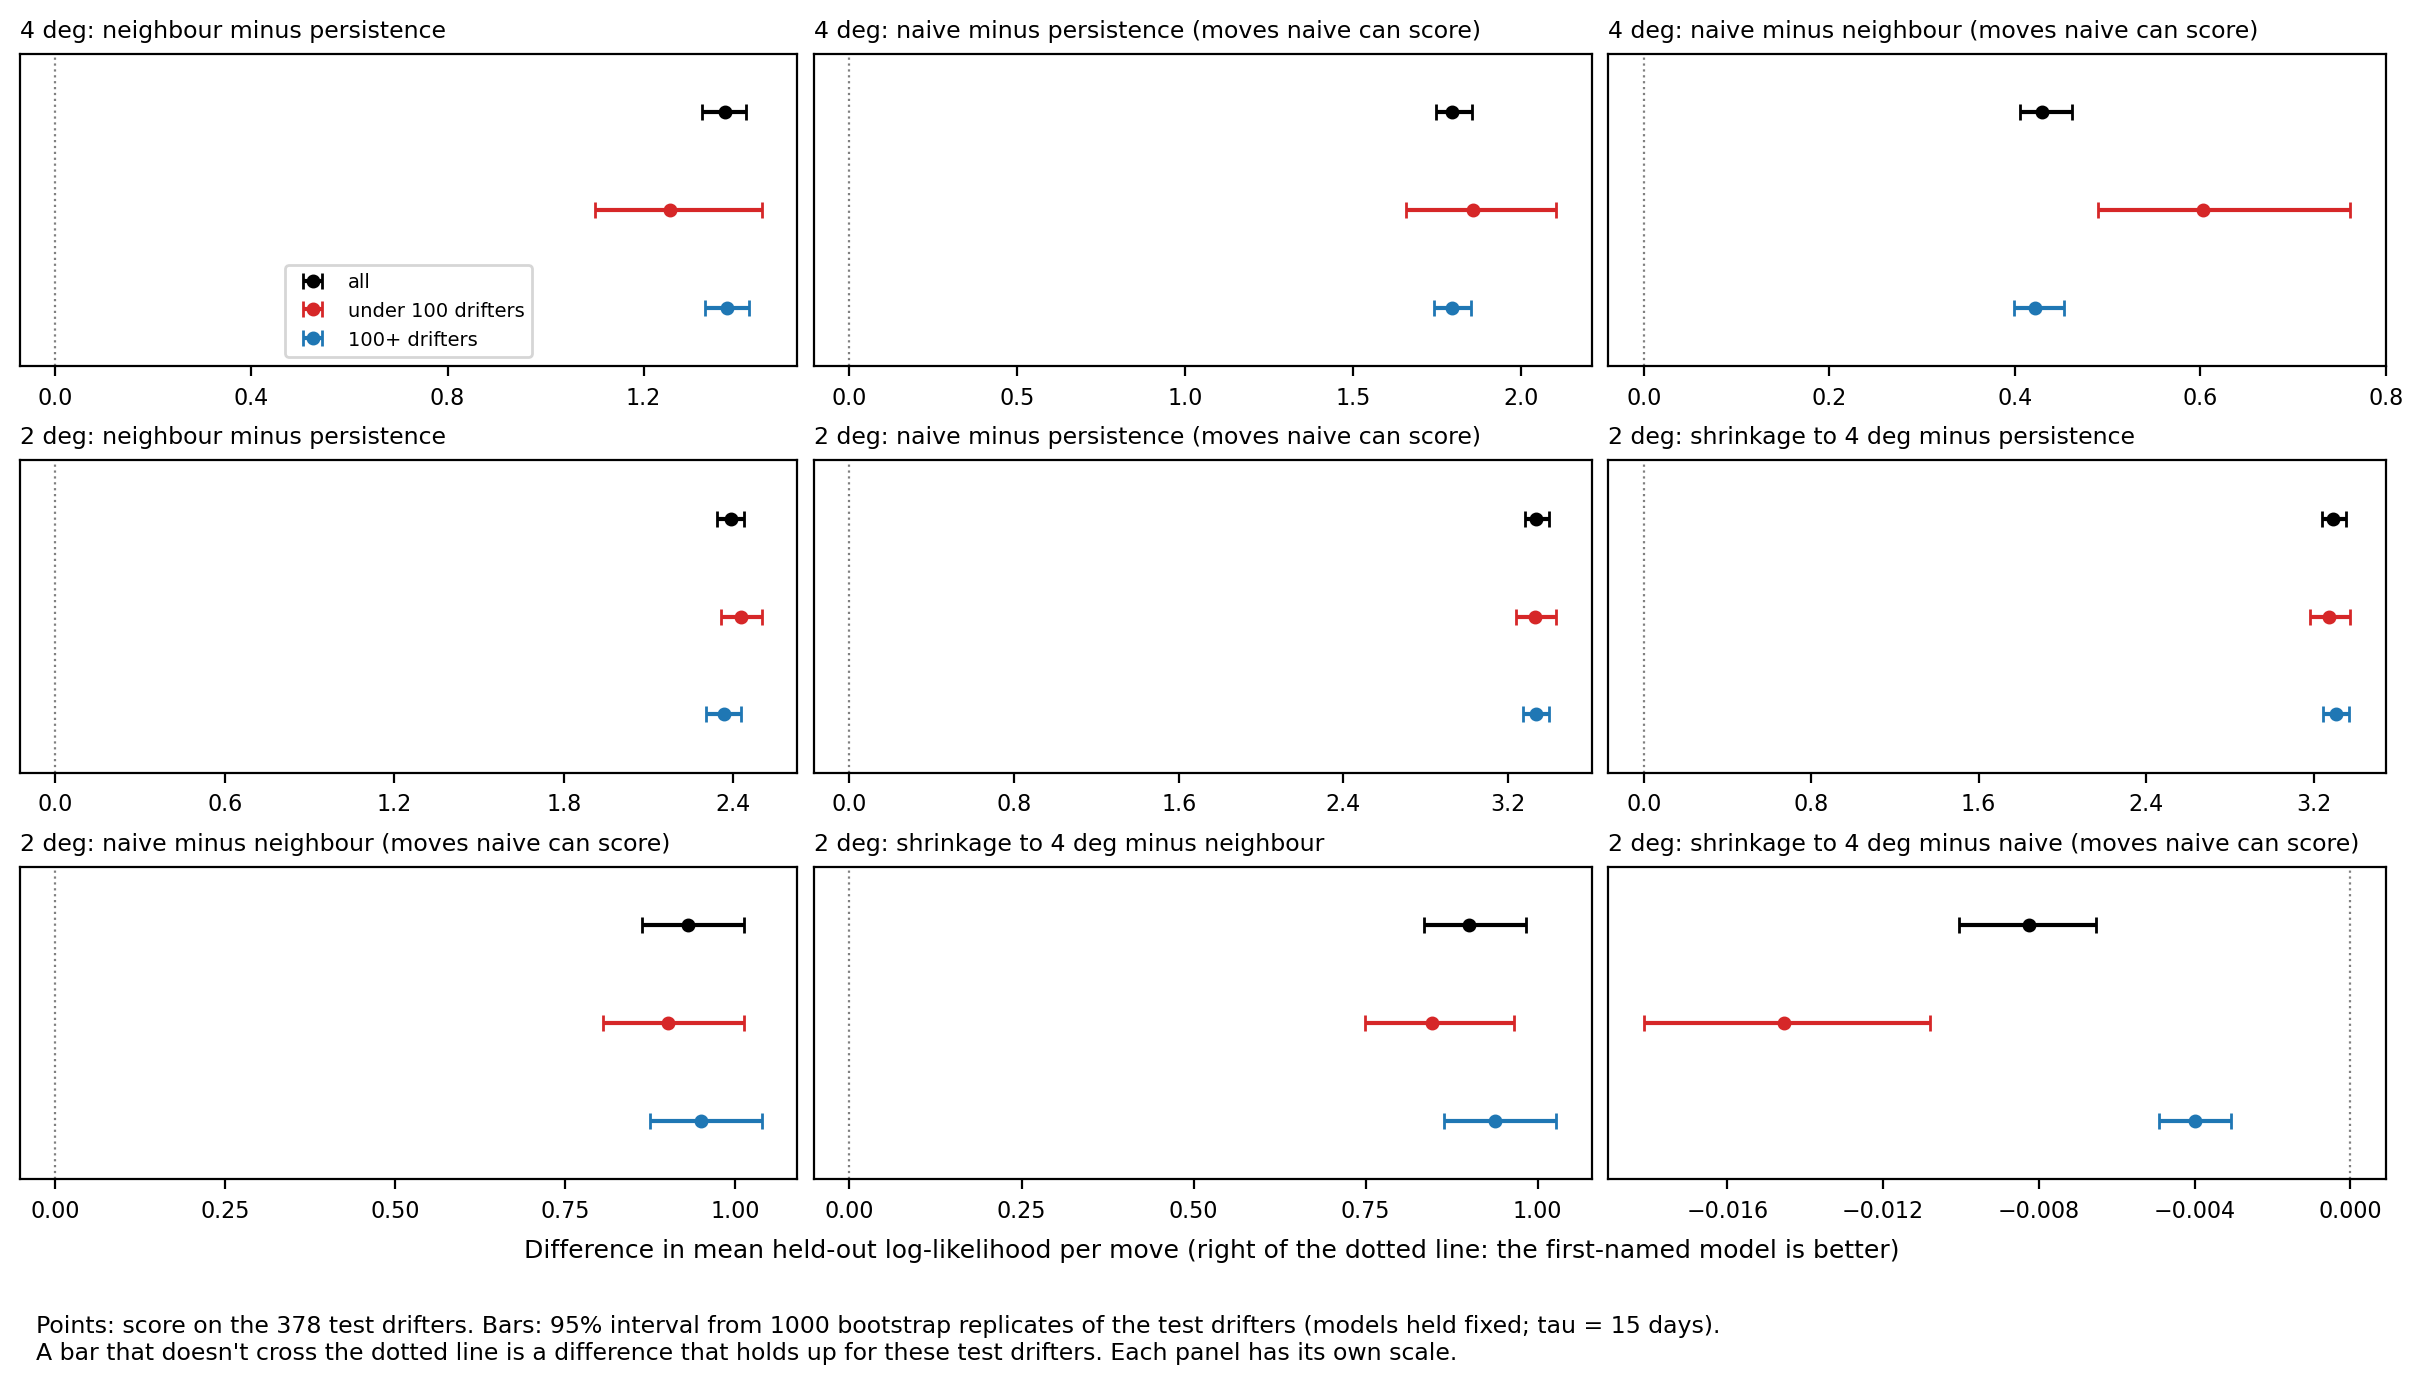 4 deg: neighbour minus persistence
4 deg: naive minus persistence (moves naive can score)
4 deg: naive minus neighbour (moves naive can score)
all
under 100 drifters
100+ drifters
0.0 0.4 0.8 1.2
0.0 0.5 1.0 1.5 2.0
0.0 0.2 0.4 0.6 0.8
2 deg: neighbour minus persistence
2 deg: naive minus persistence (moves naive can score)
2 deg: shrinkage to 4 deg minus persistence
0.0 0.6 1.2 1.8 2.4
0.0 0.8 1.6 2.4 3.2
0.0 0.8 1.6 2.4 3.2
2 deg: naive minus neighbour (moves naive can score)
2 deg: shrinkage to 4 deg minus neighbour
2 deg: shrinkage to 4 deg minus naive (moves naive can score)
0.00 0.25 0.50 0.75 1.00
0.00 0.25 0.50 0.75 1.00
−0.016 −0.012 −0.008 −0.004 0.000
Difference in mean held-out log-likelihood per move (right of the dotted line: the first-named model is better)
Points: score on the 378 test drifters. Bars: 95% interval from 1000 bootstrap replicates of the test drifters (models held fixed; tau = 15 days).
A bar that doesn't cross the dotted line is a difference that holds up for these test drifters. Each panel has its own scale.